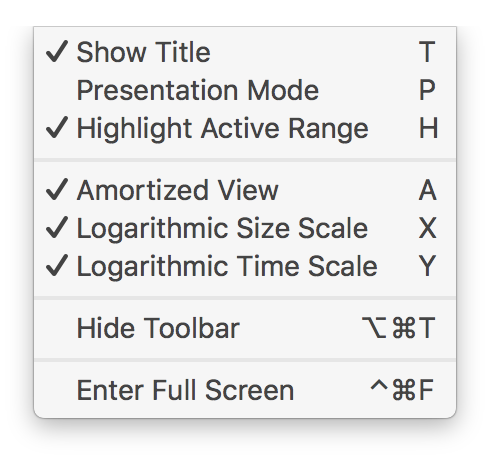 ✓ Show Title T
Presentation Mode P
✓ Highlight Active Range H
✓ Amortized View A
✓ Logarithmic Size Scale X
✓ Logarithmic Time Scale Y
Hide Toolbar ⌥⌘T
Enter Full Screen ^⌘F